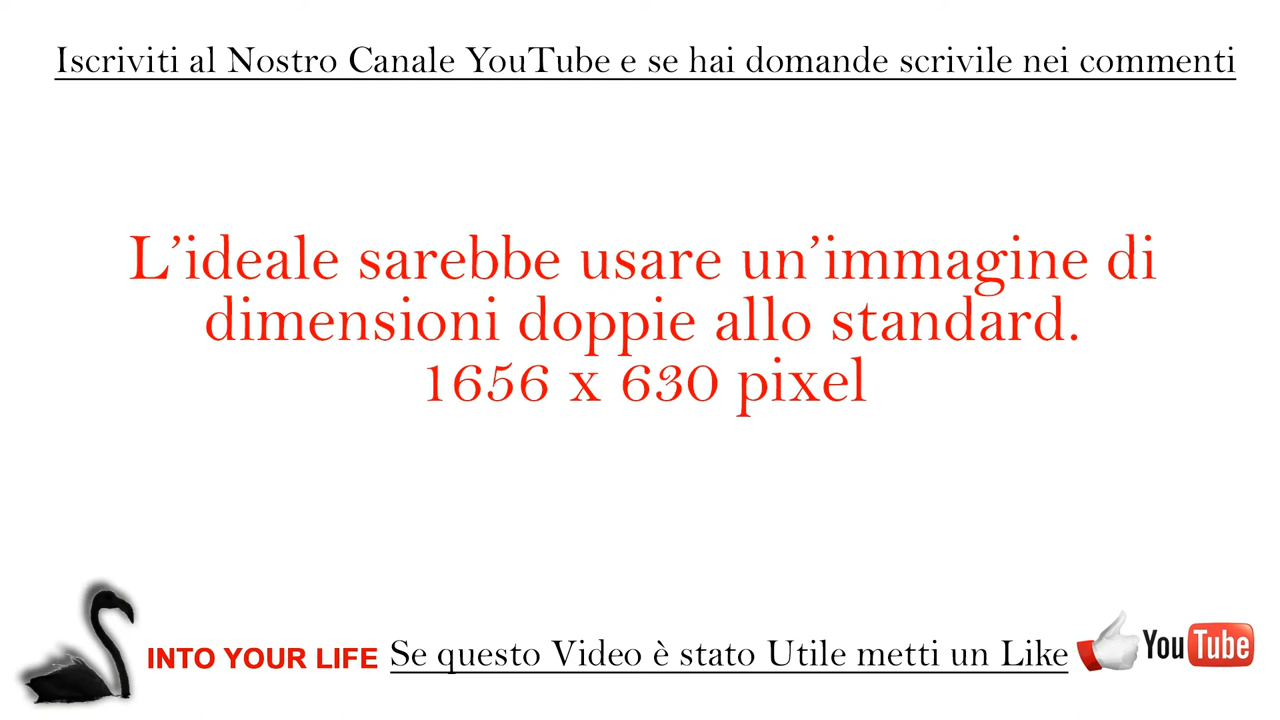 Iscriviti al Nostro Canale YouTube e se hai domande scrivile nei commenti
L’ideale sarebbe usare un’immagine di
dimensioni doppie allo standard.
1656 x 630 pixel
INTO YOUR LIFE Se questo Video è stato Utile metti un Like YouTube